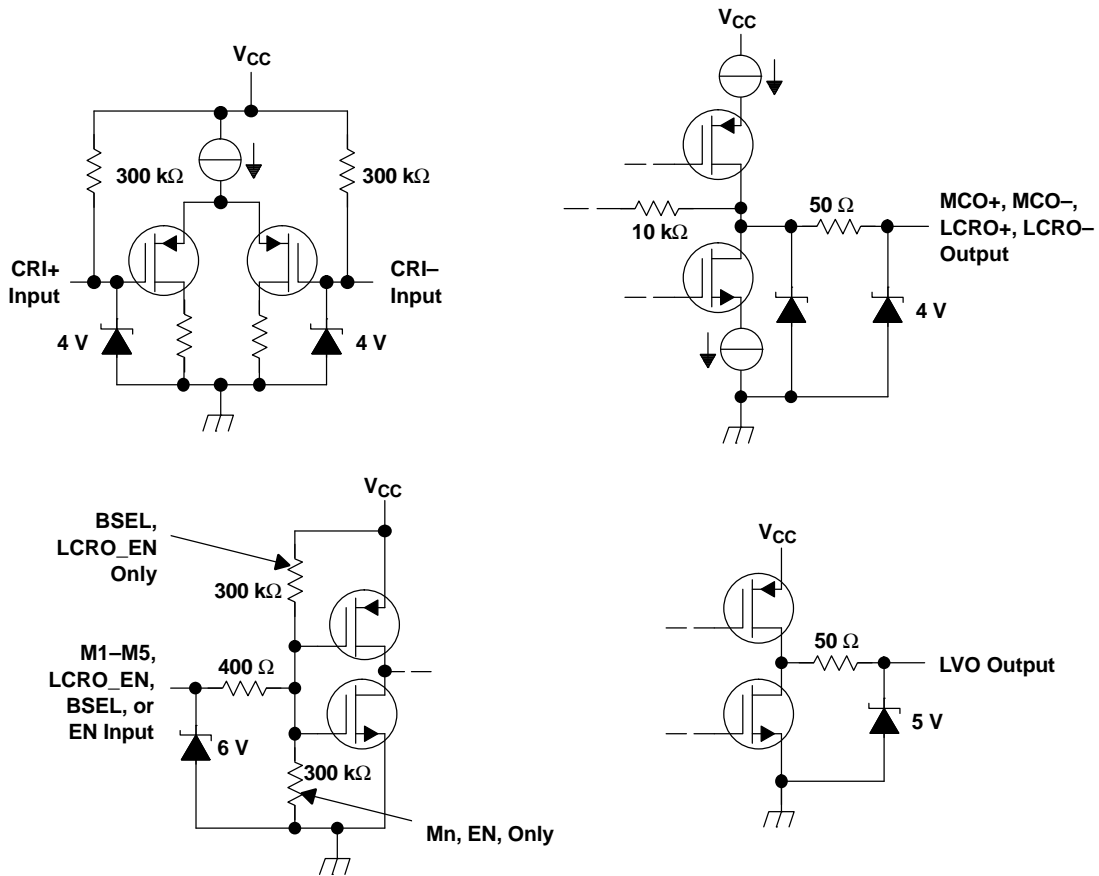 VCC
300 kΩ
300 kΩ
CRI+
Input
CRI–
Input
4 V
4 V
VCC
10 kΩ
50 Ω
MCO+, MCO–,
LCRO+, LCRO–
Output
4 V
VCC
BSEL,
LCRO_EN
Only
300 kΩ
M1–M5,
LCRO_EN,
BSEL, or
EN Input
400 Ω
6 V
300 kΩ
Mn, EN, Only
VCC
50 Ω
LVO Output
5 V